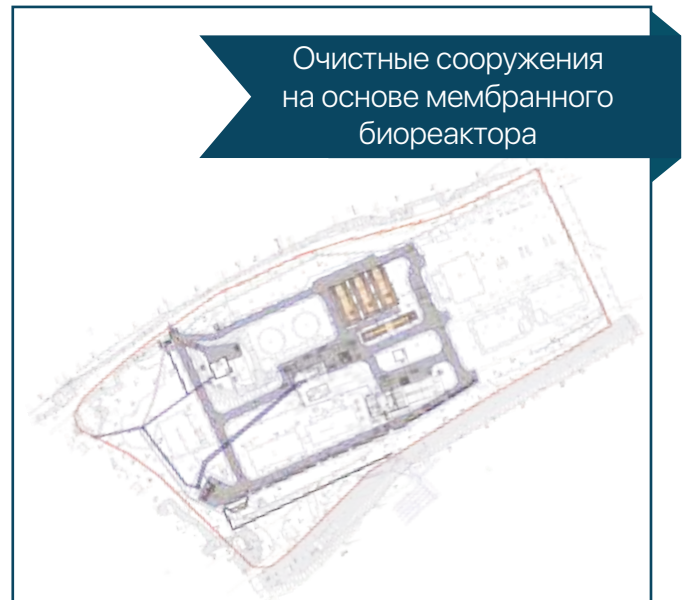 Очистные сооружения
на основе мембранного
биореактора